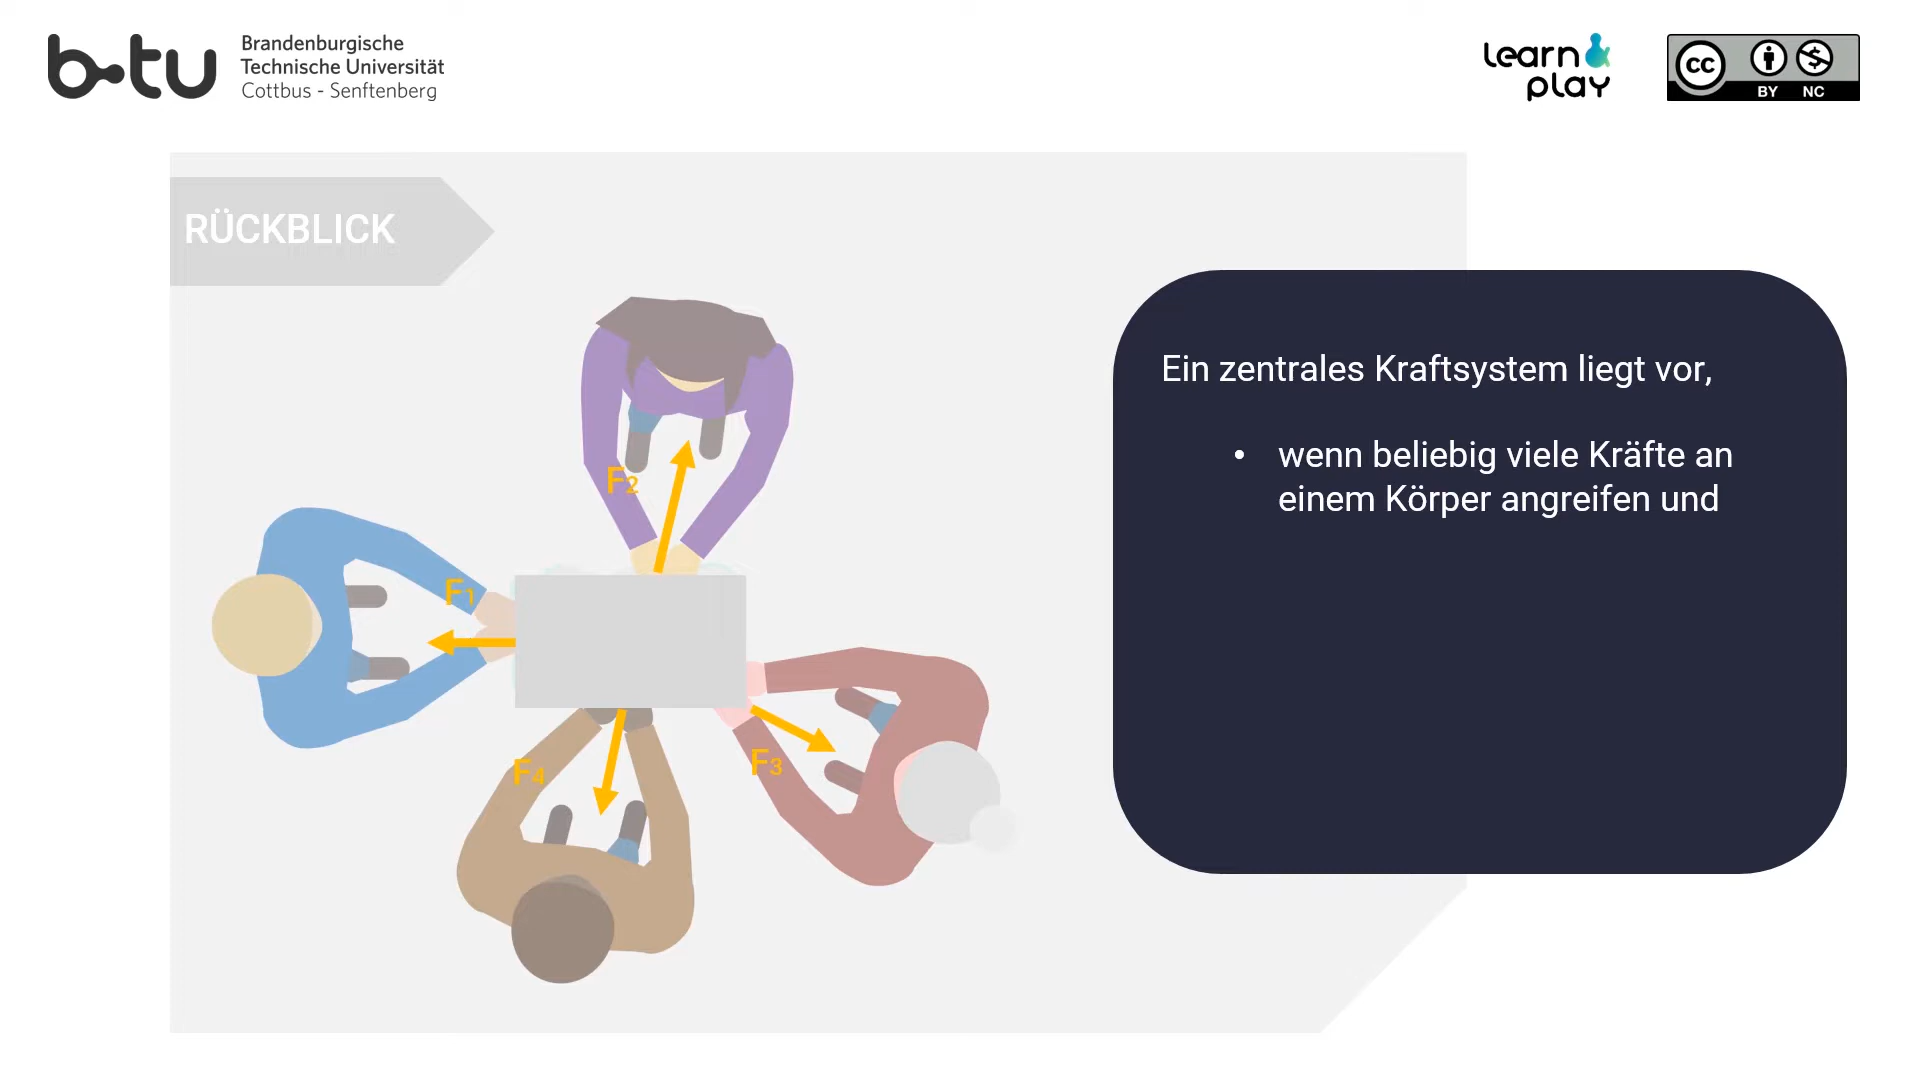 b-tu
Brandenburgische
Technische Universität
Cottbus - Senftenberg
learn &
play
CC
BY NC
RÜCKBLICK
Ein zentrales Kraftsystem liegt vor,
• wenn beliebig viele Kräfte an
einem Körper angreifen und
F2
F1
F4
F3